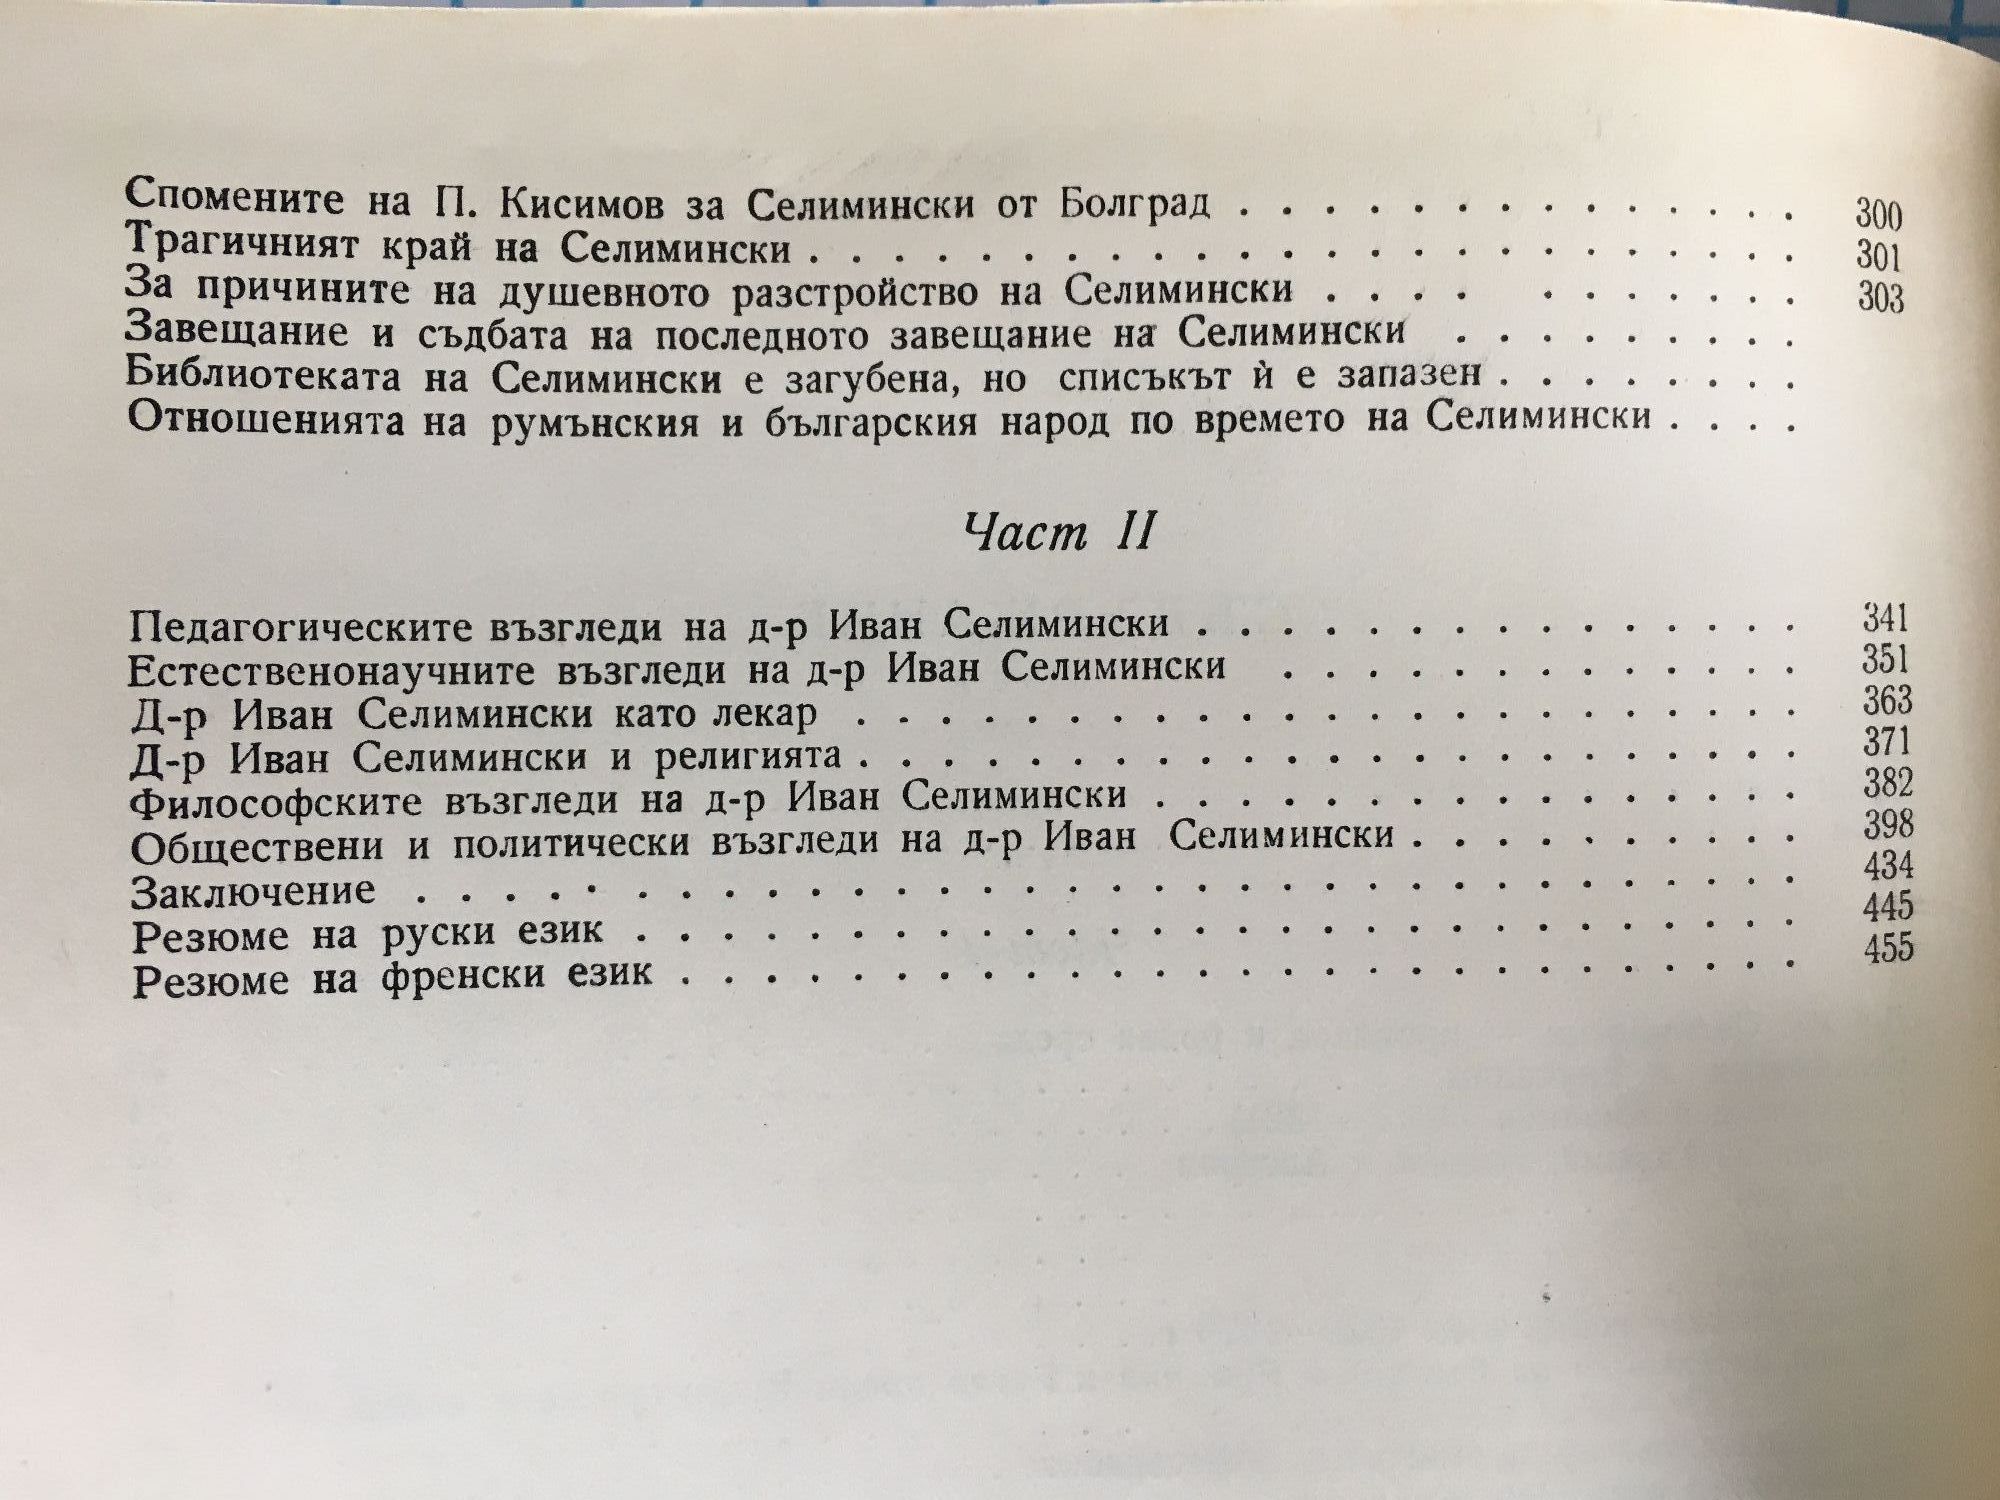 Спомените на П. Кисимов за Селимински от Болград . . . . . . . . . . . . . . 300
Трагичният край на Селимински . . . . . . . . . . . . . . . . . . . . . . . . 301
За причините на душевното разстройство на Селимински . . . . . . . . . . . 303
Завещание и съдбата на последното завещание на Селимински . . . . . . . . .
Библиотеката на Селимински е загубена, но списъкът ѝ е запазен . . . . . . . .
Отношенията на румънския и българския народ по времето на Селимински . . . .
Част II
Педагогическите възгледи на д-р Иван Селимински . . . . . . . . . . . . . . . 341
Естественонаучните възгледи на д-р Иван Селимински . . . . . . . . . . . . . 351
Д-р Иван Селимински като лекар . . . . . . . . . . . . . . . . . . . . . . . 363
Д-р Иван Селимински и религията . . . . . . . . . . . . . . . . . . . . . . . 371
Философските възгледи на д-р Иван Селимински . . . . . . . . . . . . . . . . 382
Обществени и политически възгледи на д-р Иван Селимински . . . . . . . . . . 398
Заключение . . . . . . . . . . . . . . . . . . . . . . . . . . . . . . . . . 434
Резюме на руски език . . . . . . . . . . . . . . . . . . . . . . . . . . . . 445
Резюме на френски език . . . . . . . . . . . . . . . . . . . . . . . . . . . 455